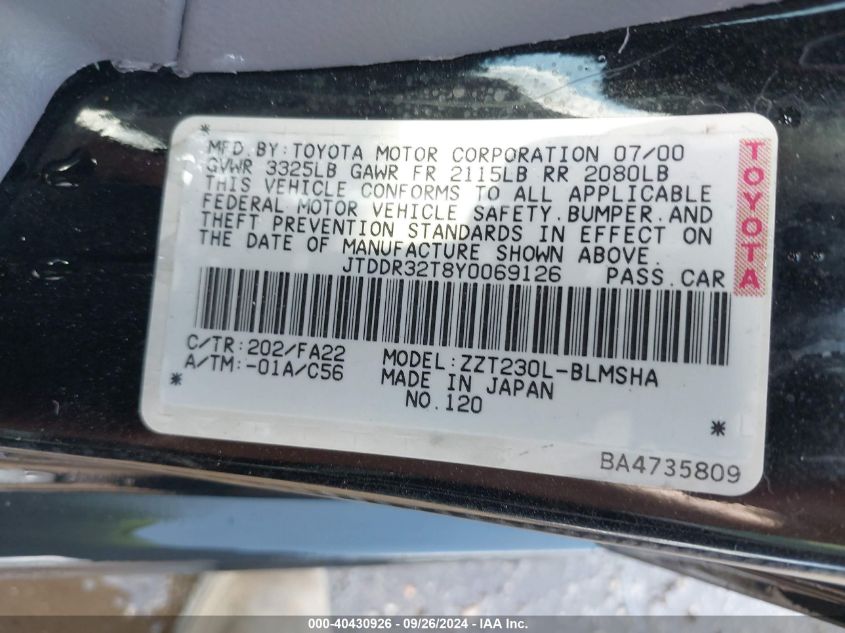 MFD.BY:TOYOTA MOTOR CORPORATION 07/00
GVWR 3325LB GAWR FR 2115LB RR 2080LB
THIS VEHICLE CONFORMS TO ALL APPLICABLE
FEDERAL MOTOR VEHICLE SAFETY.BUMPER.AND
THEFT PREVENTION STANDARDS IN EFFECT ON
THE DATE OF MANUFACTURE SHOWN ABOVE
JTDDR32T8Y0069126 PASS.CAR
TOYOTA
C/TR:202/FA22
A/TM:-01A/C56
MODEL:ZZT230L-BLMSHA
MADE IN JAPAN
NO.120
BA4735809
000-40430926 - 09/26/2024 - IAA Inc.